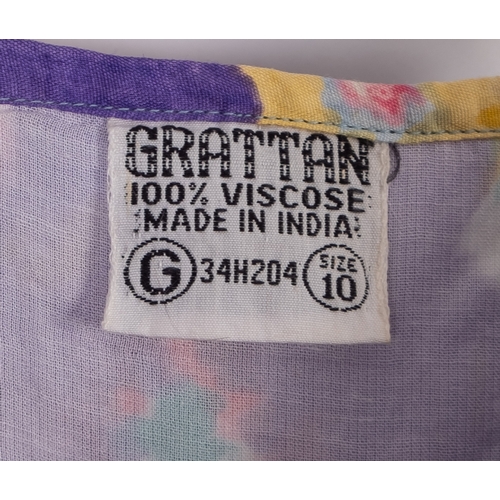 GRATTAN
100% VISCOSE
MADE IN INDIA
G 34H204 SIZE 10